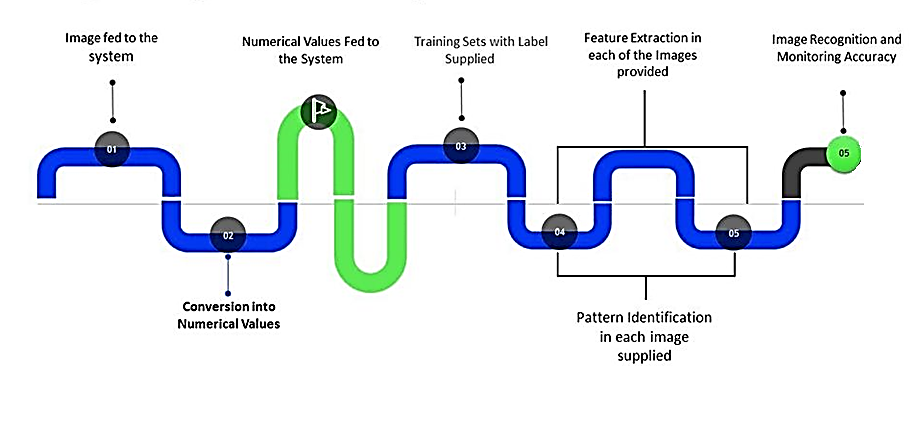 Image fed to the
system
Numerical Values Fed to
the System
Training Sets with Label
Supplied
Feature Extraction in
each of the Images
provided
Image Recognition and
Monitoring Accuracy
01
03
05
02
04
05
Conversion into
Numerical Values
Pattern Identification
in each image
supplied